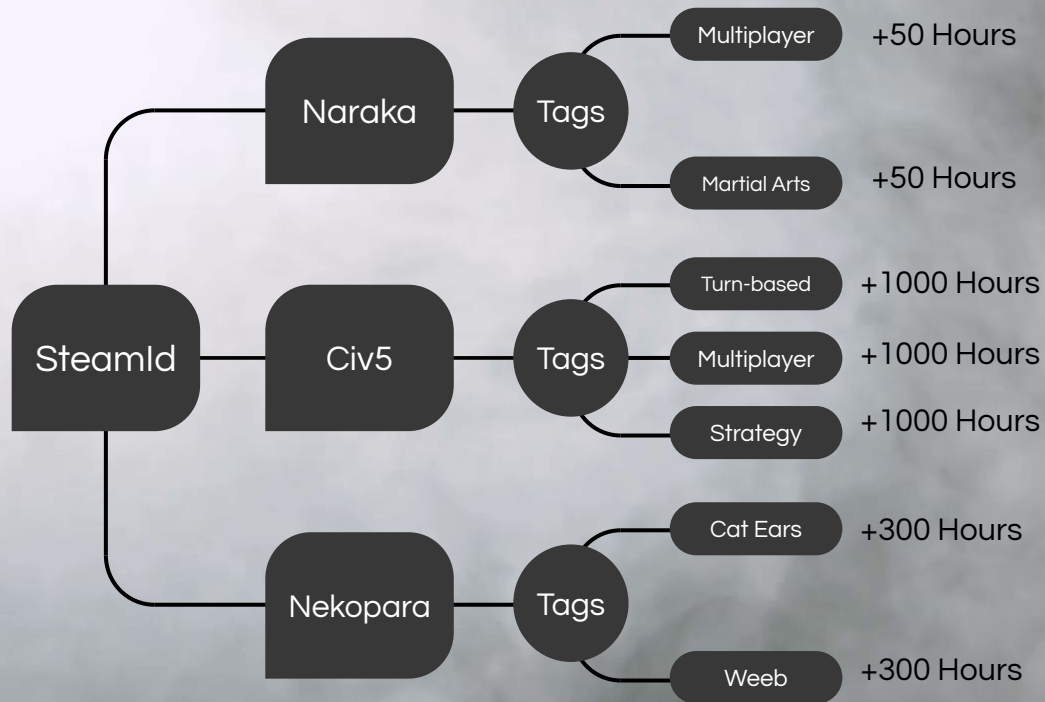 Multiplayer +50 Hours
Naraka Tags
Martial Arts +50 Hours
Turn-based +1000 Hours
SteamId Civ5 Tags Multiplayer +1000 Hours
Strategy +1000 Hours
Cat Ears +300 Hours
Nekopara Tags
Weeb +300 Hours